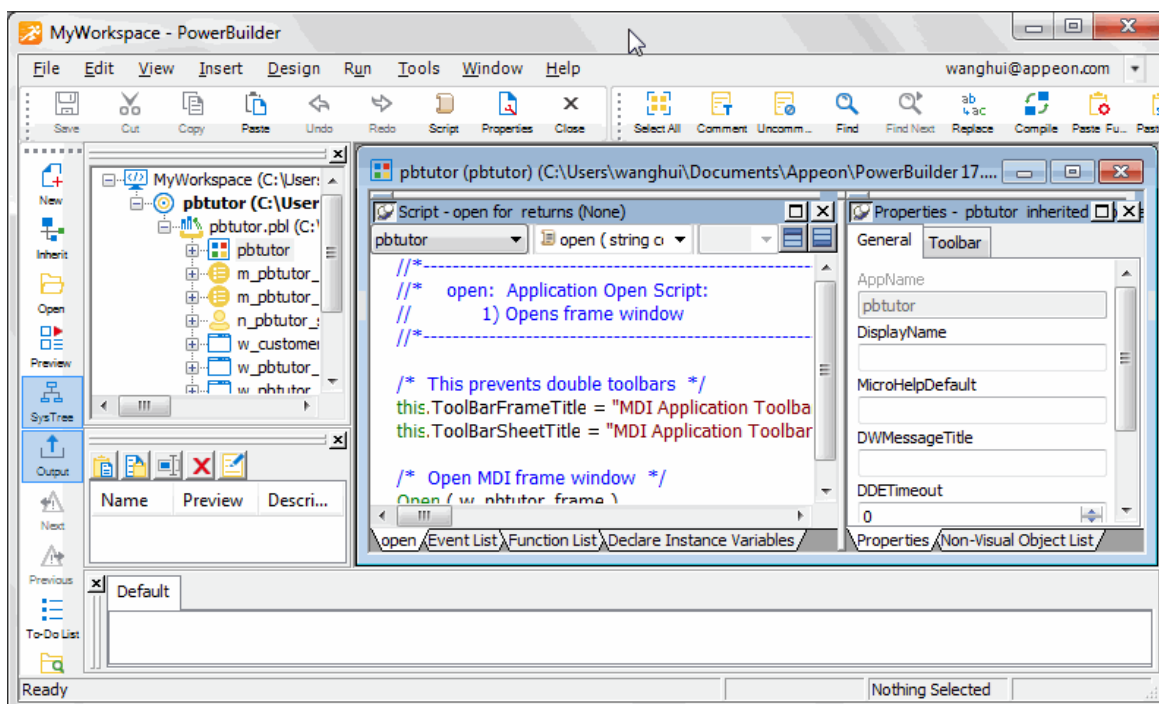 MyWorkspace - PowerBuilder
File Edit View Insert Design Run Tools Window Help wanghui@appeon.com
Save Cut Copy Paste Undo Redo Script Properties Close Select All Comment Uncomm... Find Find Next Replace Compile Paste Fu... Past
New
Inherit
Open
Preview
SysTree
Output
Next
Previous
To-Do List
MyWorkspace (C:\User:
pbtutor (C:\User
pbtutor.pbl (C:'
pbtutor
m_pbtutor_
m_pbtutor_
n_pbtutor_
w_customer
w_pbtutor_
w_pbtutor
Name Preview Descri...
pbtutor (pbtutor) (C:\Users\wanghui\Documents\Appeon\PowerBuilder 17....
Script - open for returns (None)
pbtutor open ( string c
//*-----------------------------------------------------
//* open: Application Open Script:
// 1) Opens frame window
//*-----------------------------------------------------
/* This prevents double toolbars */
this.ToolBarFrameTitle = "MDI Application Toolba
this.ToolBarSheetTitle = "MDI Application Toolbar
/* Open MDI frame window */
Open ( w_pbtutor_frame )
open Event List Function List Declare Instance Variables
Properties - pbtutor inherited
General Toolbar
AppName
pbtutor
DisplayName
MicroHelpDefault
DWMessageTitle
DDETimeout
0
Properties Non-Visual Object List
Default
Ready Nothing Selected